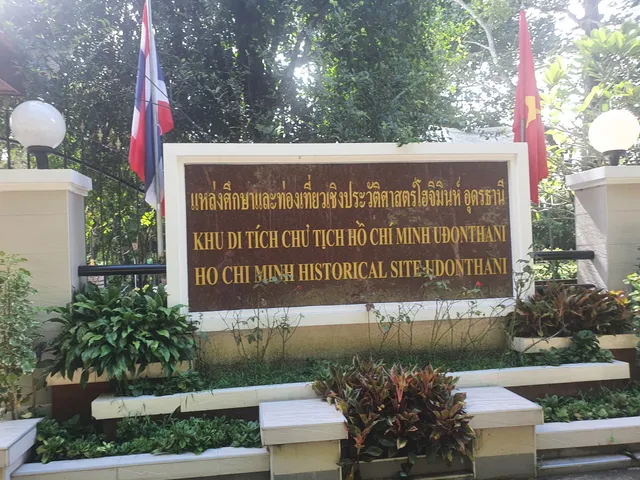 แหล่งศึกษาและท่องเที่ยวเชิงประวัติศาสตร์โฮจิมินห์ อุดรธานี
KHU DI TÍCH CHỦ TỊCH HỒ CHÍ MINH UĐONTHANI
HO CHI MINH HISTORICAL SITE-UDONTHANI